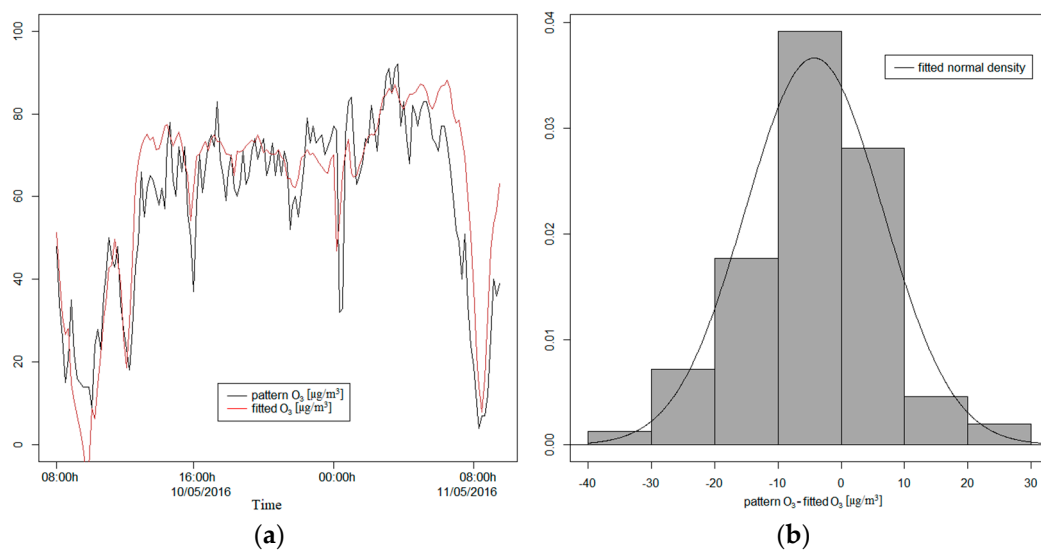 100
80
60
40
20
0
pattern O₃ [µg/m³]
fitted O₃ [µg/m³]
08:00h 16:00h 00:00h 08:00h
10/05/2016 11/05/2016
Time
(a)
0.04
0.03
0.02
0.01
0.00
fitted normal density
-40 -30 -20 -10 0 10 20 30
pattern O₃-fitted O₃ [µg/m³]
(b)